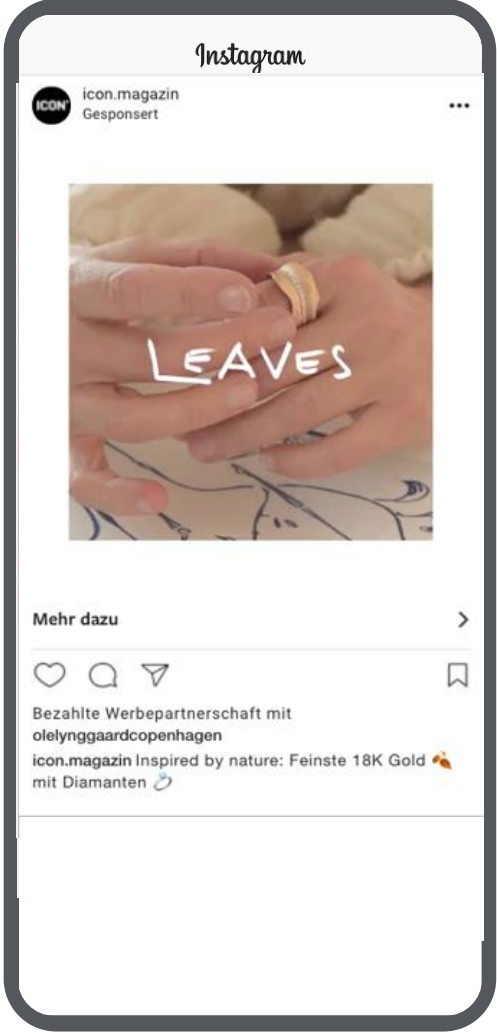 Instagram
ICON
icon.magazin
Gesponsert
LEAVES
Mehr dazu
Bezahlte Werbepartnerschaft mit
olelynggaardcopenhagen
icon.magazin Inspired by nature: Feinste 18K Gold 🍂
mit Diamanten 💍